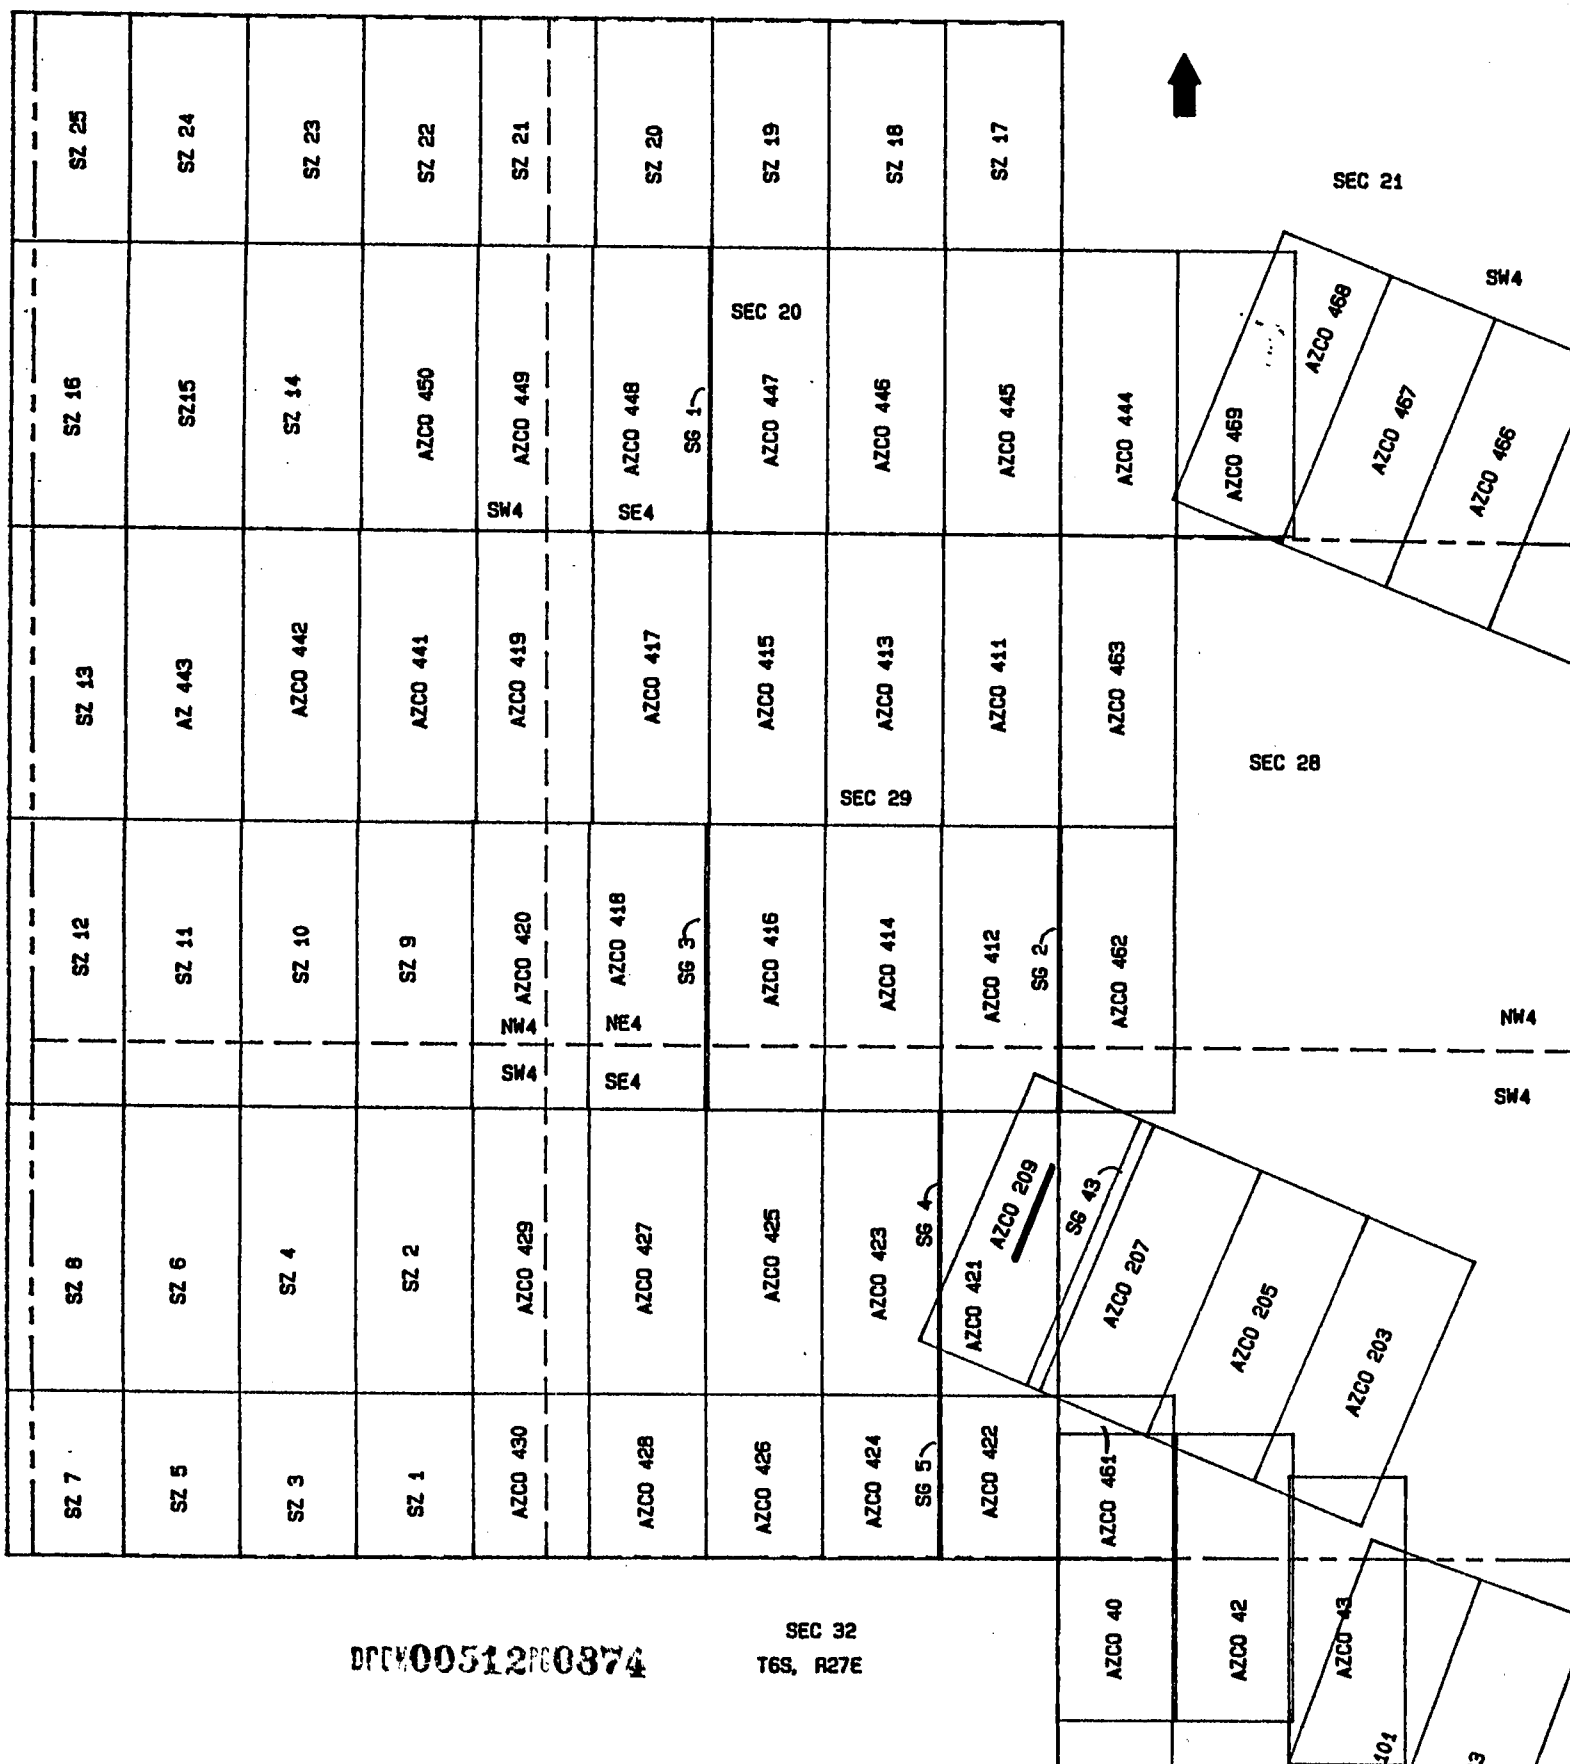 SZ 25
SZ 24
SZ 23
SZ 22
SZ 21
SZ 20
SZ 19
SZ 18
SZ 17
SEC 21
SW4
SZ 16
SZ15
SZ 14
AZCO 450
AZCO 449
AZCO 448
SG 1
SEC 20
AZCO 447
AZCO 446
AZCO 445
AZCO 444
AZCO 469
AZCO 468
AZCO 467
AZCO 466
SW4
SE4
SZ 13
AZ 443
AZCO 442
AZCO 441
AZCO 419
AZCO 417
AZCO 415
AZCO 413
AZCO 411
AZCO 463
SEC 28
SEC 29
SZ 12
SZ 11
SZ 10
SZ 9
AZCO 420
AZCO 418
SG 3
AZCO 416
AZCO 414
AZCO 412
SG 2
AZCO 462
NW4
NE4
NW4
SW4
SE4
SW4
SZ 8
SZ 6
SZ 4
SZ 2
AZCO 429
AZCO 427
AZCO 425
AZCO 423
SG 4
AZCO 421
AZCO 209
SG 43
AZCO 207
AZCO 205
AZCO 203
SZ 7
SZ 5
SZ 3
SZ 1
AZCO 430
AZCO 428
AZCO 426
AZCO 424
SG 5
AZCO 422
AZCO 461
AZCO 40
AZCO 42
AZCO 43
SEC 32
T6S, R27E
101
3